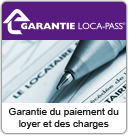 GARANTIE LOCA-PASS®
LE LOCATAIRE
Garantie du paiement du
loyer et des charges